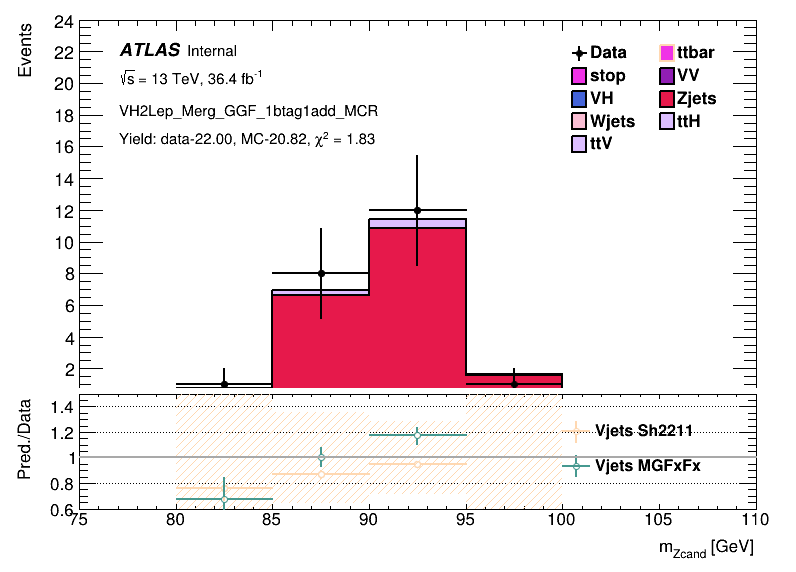 Events
24
22
20
18
16
14
12
10
8
6
4
2
ATLAS Internal
√s = 13 TeV, 36.4 fb⁻¹
VH2Lep_Merg_GGF_1btag1add_MCR
Yield: data-22.00, MC-20.82, χ² = 1.83
Data ttbar
stop VV
VH Zjets
Wjets ttH
ttV
Pred./Data
1.4
1.2
1
0.8
0.6
Vjets Sh2211
Vjets MGFxFx
75 80 85 90 95 100 105 110
m_Zcand [GeV]